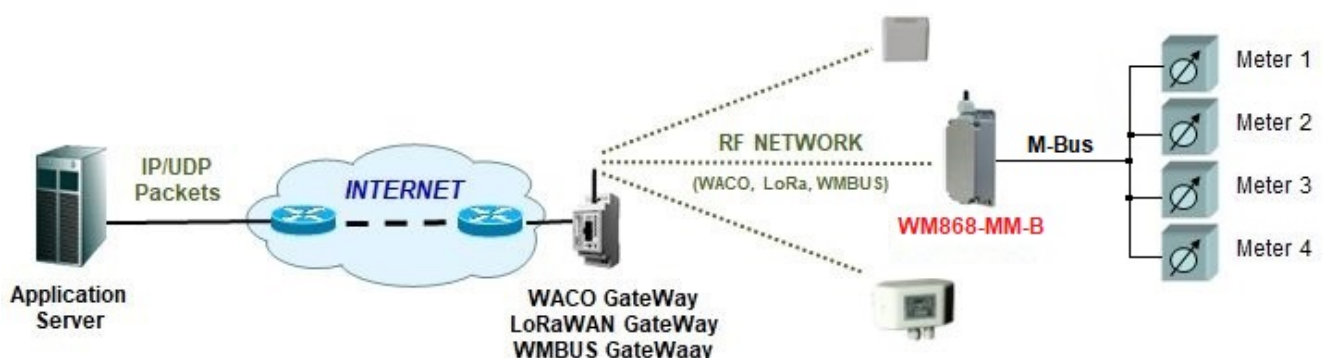 IP/UDP
Packets
INTERNET
RF NETWORK
(WACO, LoRa, WMBUS)
WM868-MM-B
M-Bus
Meter 1
Meter 2
Meter 3
Meter 4
Application
Server
WACO GateWay
LoRaWAN GateWay
WMBUS GateWaay